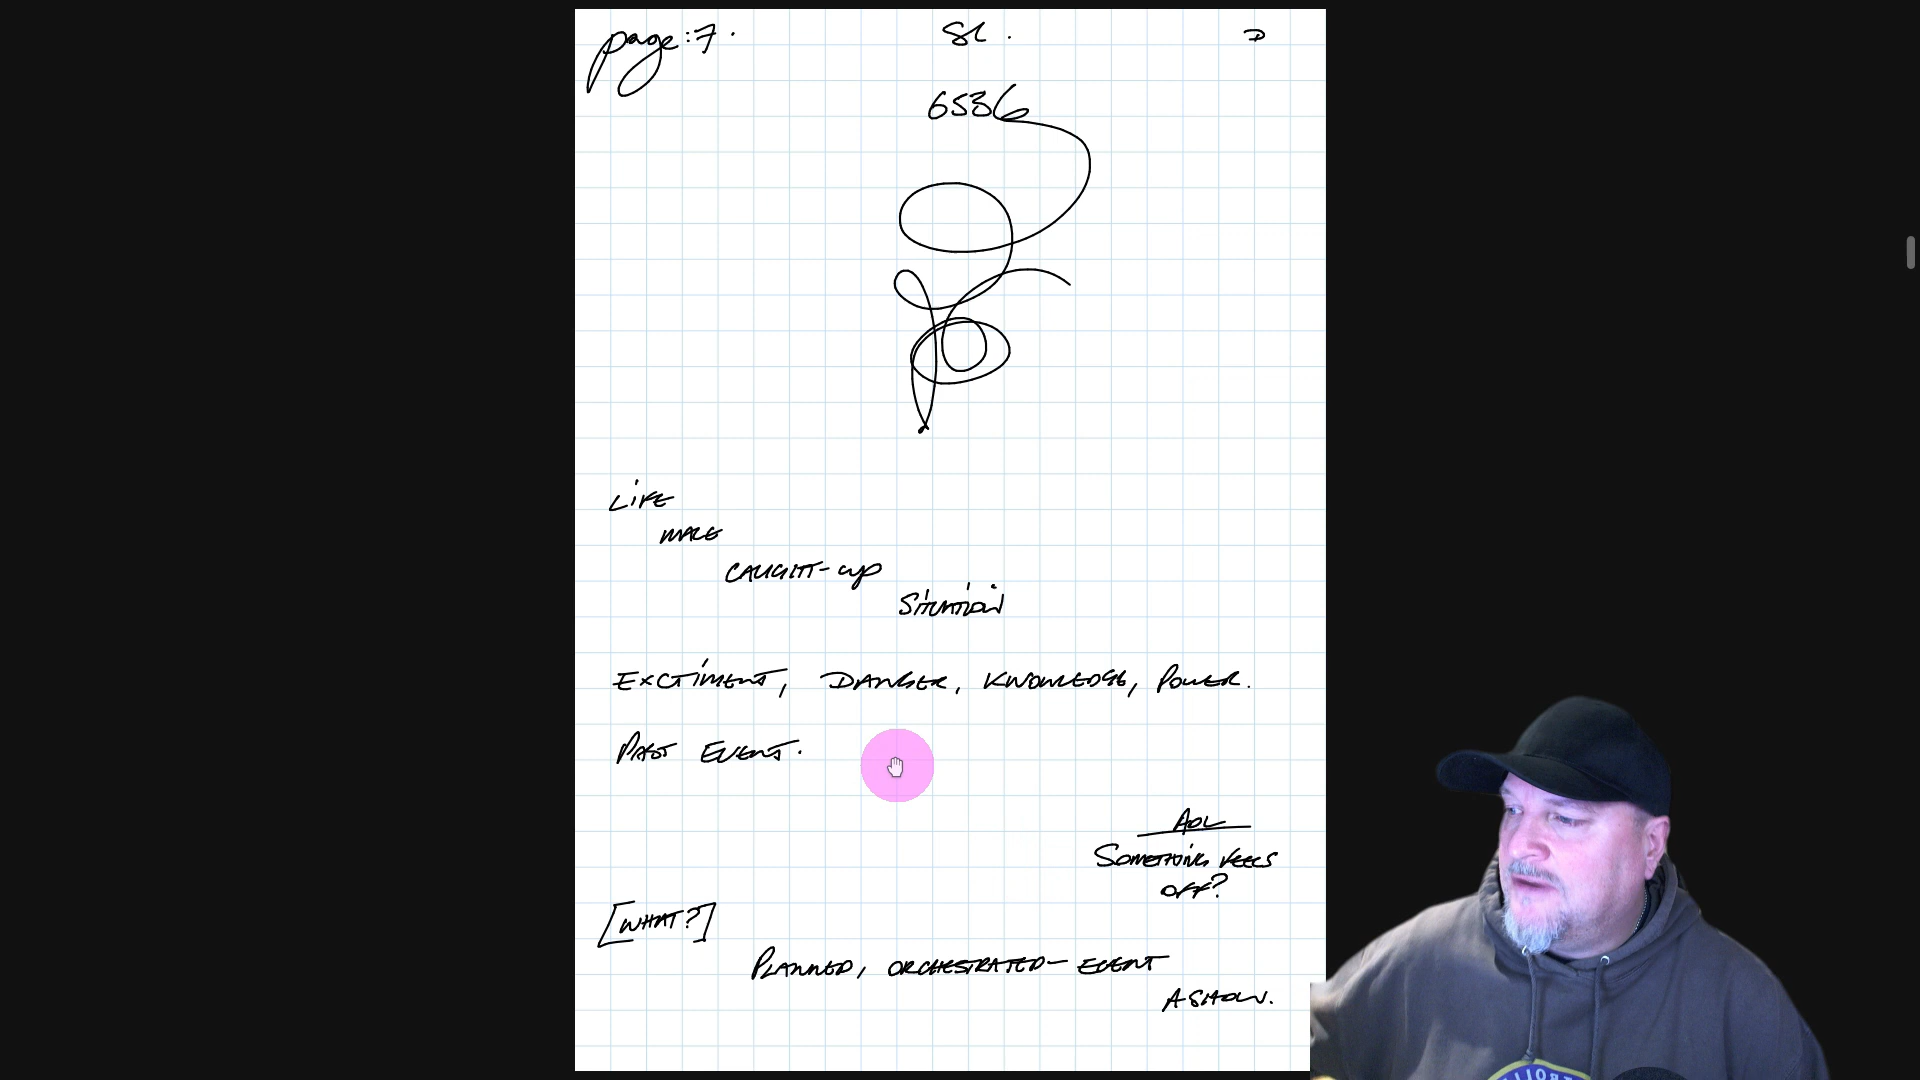 page: 7.
SL.
D
6536
LIFE
MALE
CAUGHT-up
SITUATION
EXCTIMENT, DANGER, KNOWLEDGE, POWER.
PAST EVENT.
AOL
SOMETHING FEELS
OFF?
[WHAT?]
PLANNED, ORCHESTRATED- EVENT
A SHOW.